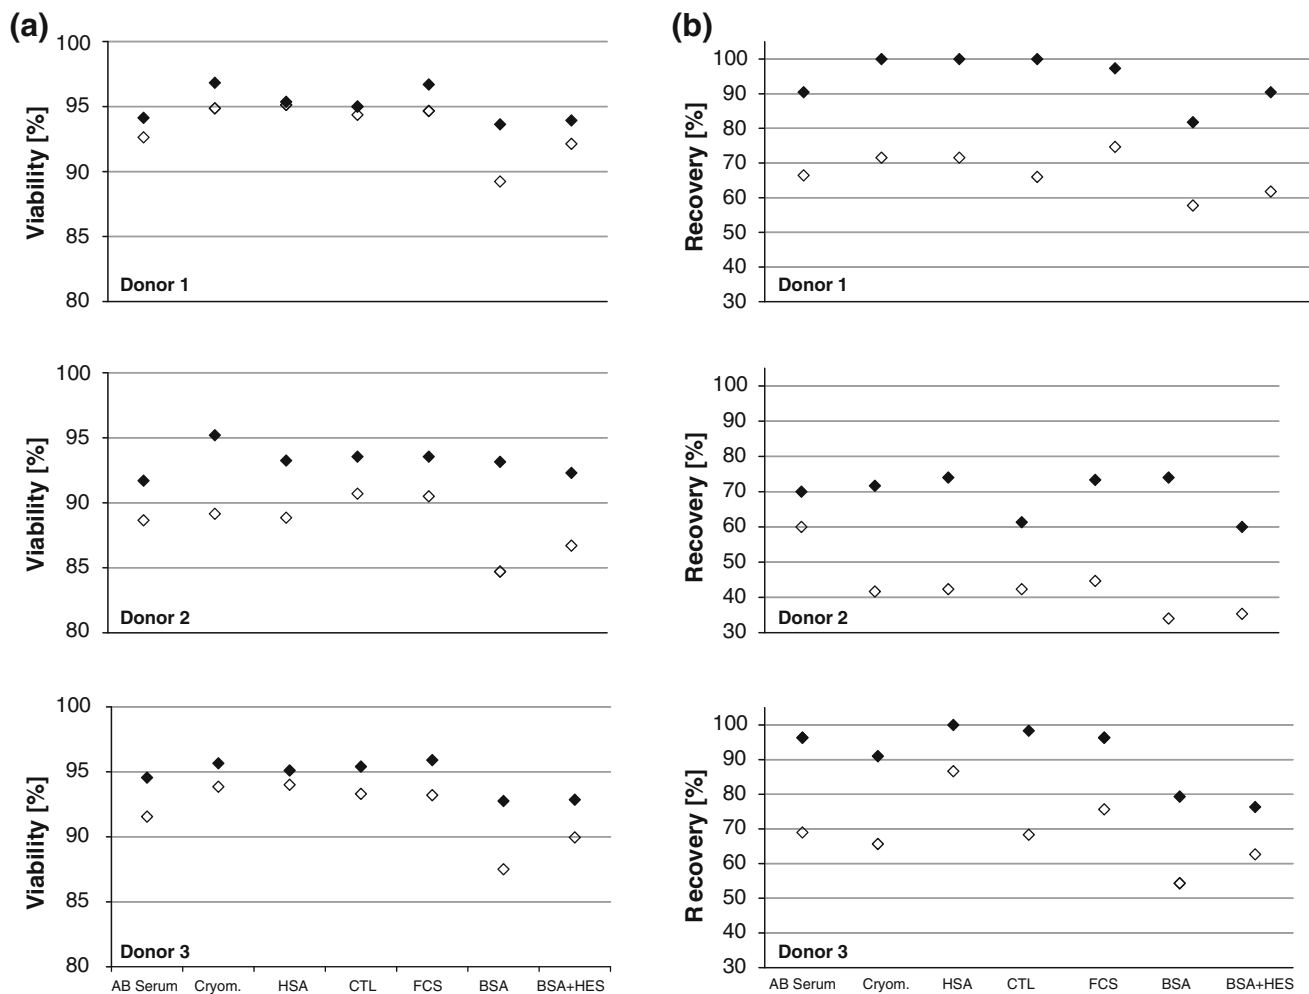 (a)
Viability [%]
100
95
90
85
80
Donor 1
Viability [%]
100
95
90
85
80
Donor 2
Viability [%]
100
95
90
85
80
Donor 3
AB Serum Cryom. HSA CTL FCS BSA BSA+HES
(b)
Recovery [%]
100
90
80
70
60
50
40
30
Donor 1
Recovery [%]
100
90
80
70
60
50
40
30
Donor 2
Recovery [%]
100
90
80
70
60
50
40
30
Donor 3
AB Serum Cryom. HSA CTL FCS BSA BSA+HES